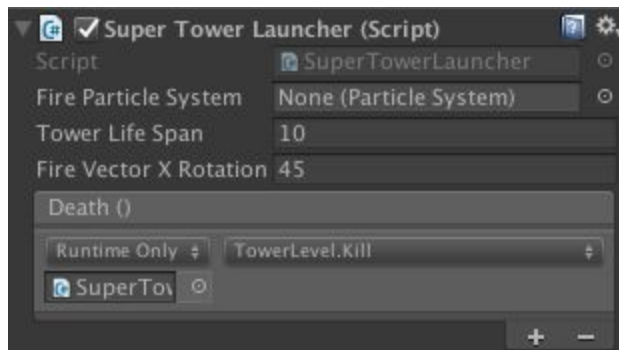 Super Tower Launcher (Script)
Script SuperTowerLauncher
Fire Particle System None (Particle System)
Tower Life Span 10
Fire Vector X Rotation 45
Death ()
Runtime Only TowerLevel.Kill
SuperTov